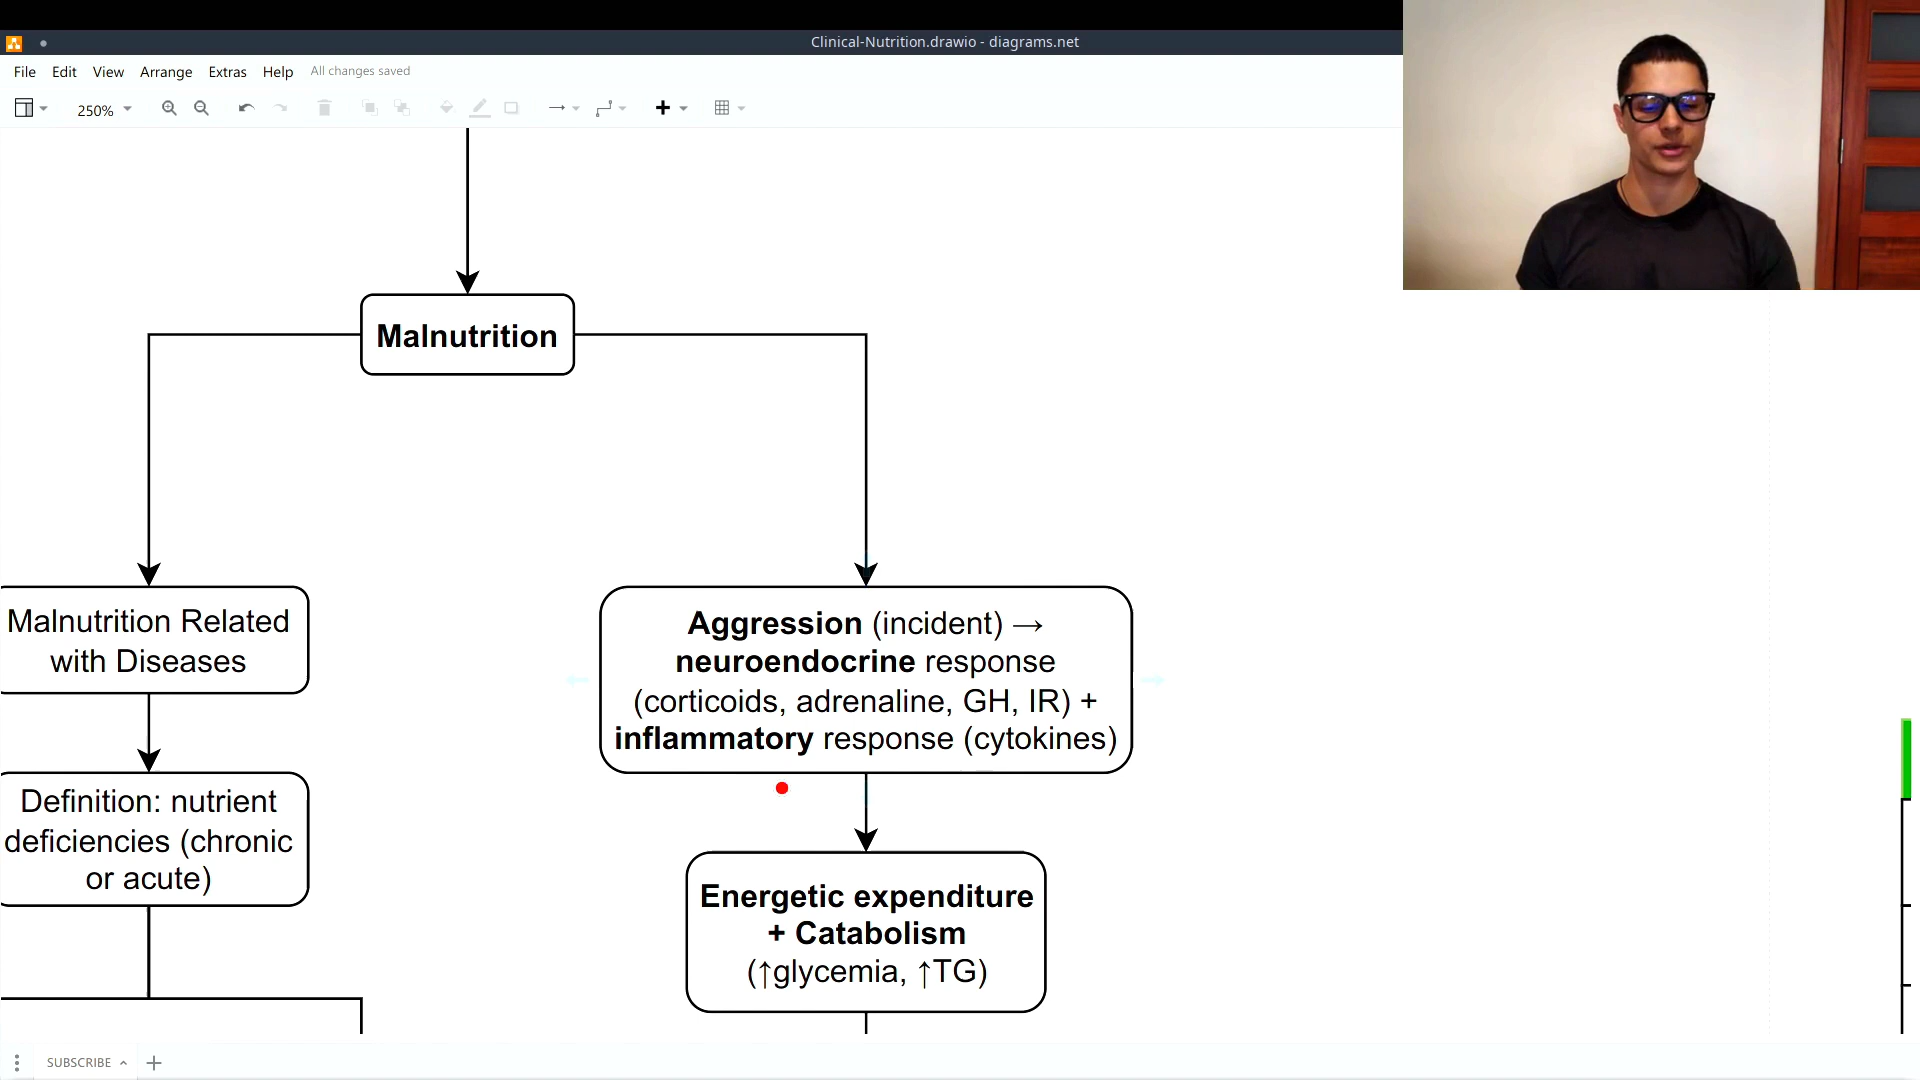 Clinical-Nutrition.drawio - diagrams.net
File Edit View Arrange Extras Help All changes saved
250%
Malnutrition
Malnutrition Related
with Diseases
Definition: nutrient
deficiencies (chronic
or acute)
Aggression (incident) →
neuroendocrine response
(corticoids, adrenaline, GH, IR) +
inflammatory response (cytokines)
Energetic expenditure
+ Catabolism
(↑glycemia, ↑TG)
SUBSCRIBE